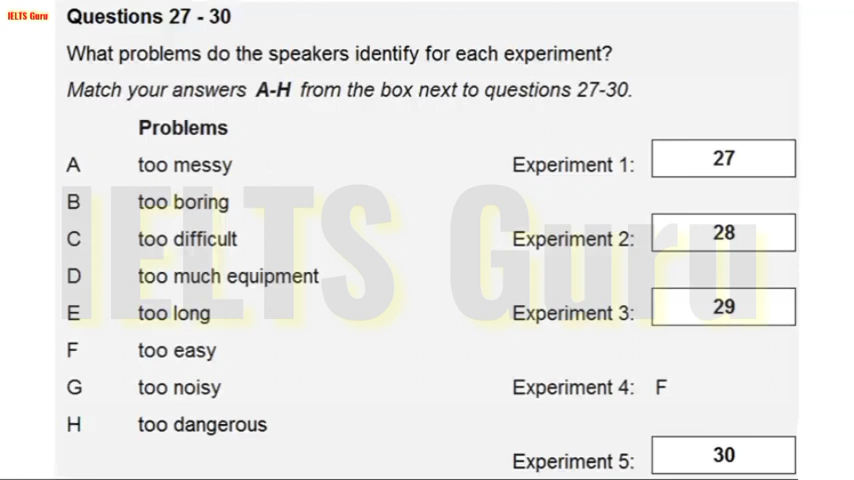 IELTS Guru
Questions 27 - 30
What problems do the speakers identify for each experiment?
Match your answers A-H from the box next to questions 27-30.
Problems
A too messy Experiment 1: 27
B too boring
C too difficult Experiment 2: 28
D too much equipment
E too long Experiment 3: 29
F too easy
G too noisy Experiment 4: F
H too dangerous
Experiment 5: 30
IELTS Guru